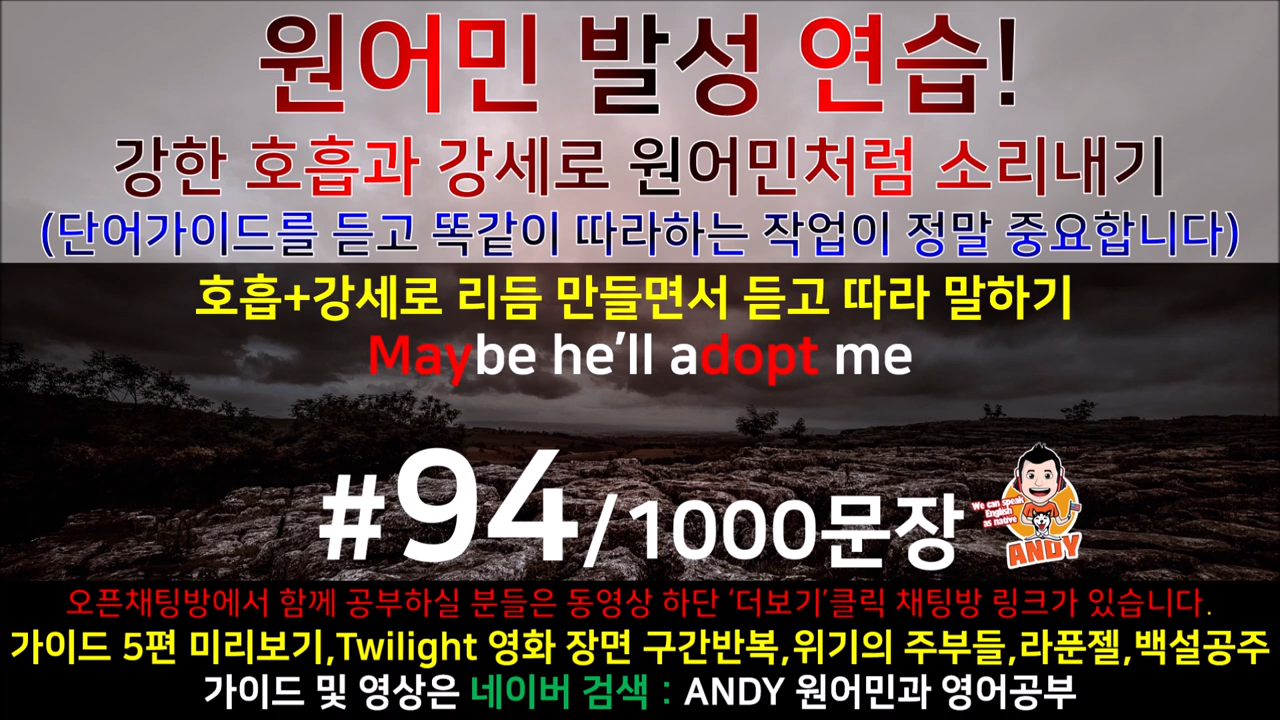 원어민 발성 연습!
강한 호흡과 강세로 원어민처럼 소리내기
(단어가이드를 듣고 똑같이 따라하는 작업이 정말 중요합니다)
호흡+강세로 리듬 만들면서 듣고 따라 말하기
Maybe he'll adopt me
#94/1000문장
We can speak
English
as native
ANDY
오픈채팅방에서 함께 공부하실 분들은 동영상 하단 '더보기'클릭 채팅방 링크가 있습니다.
가이드 5편 미리보기,Twilight 영화 장면 구간반복,위기의 주부들,라푼젤,백설공주
가이드 및 영상은 네이버 검색 : ANDY 원어민과 영어공부